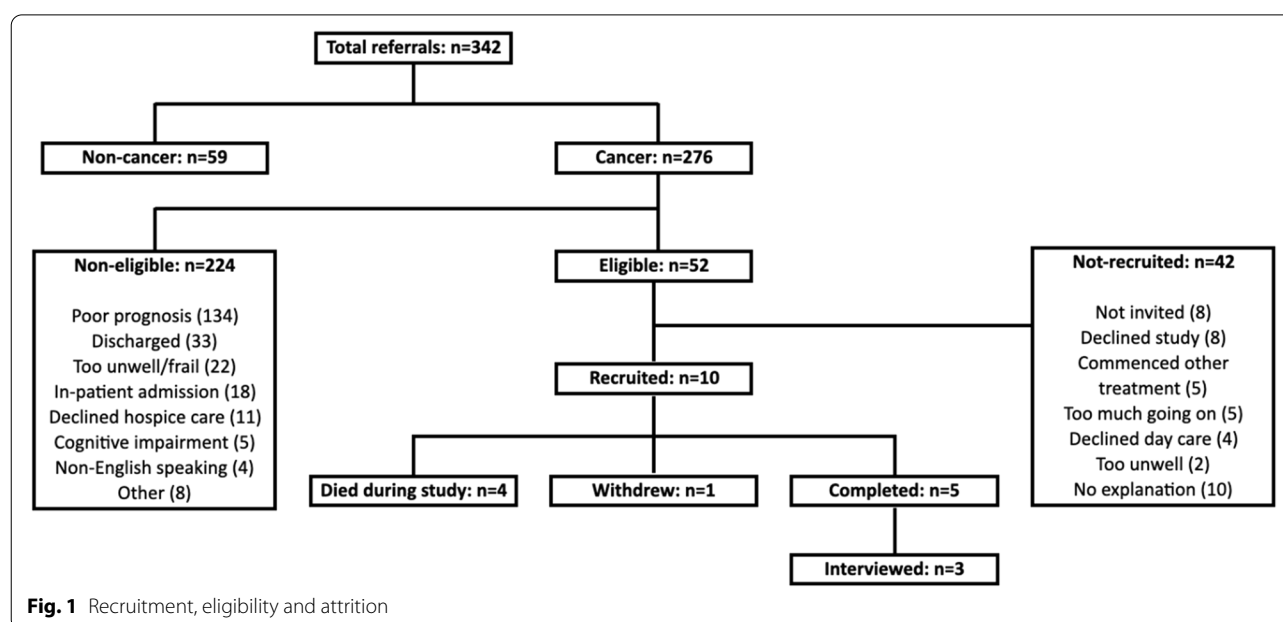 Total referrals: n=342
Non-cancer: n=59
Cancer: n=276
Non-eligible: n=224
Poor prognosis (134)
Discharged (33)
Too unwell/frail (22)
In-patient admission (18)
Declined hospice care (11)
Cognitive impairment (5)
Non-English speaking (4)
Other (8)
Eligible: n=52
Not-recruited: n=42
Not invited (8)
Declined study (8)
Commenced other
treatment (5)
Too much going on (5)
Declined day care (4)
Too unwell (2)
No explanation (10)
Recruited: n=10
Died during study: n=4
Withdrew: n=1
Completed: n=5
Interviewed: n=3
Fig. 1 Recruitment, eligibility and attrition